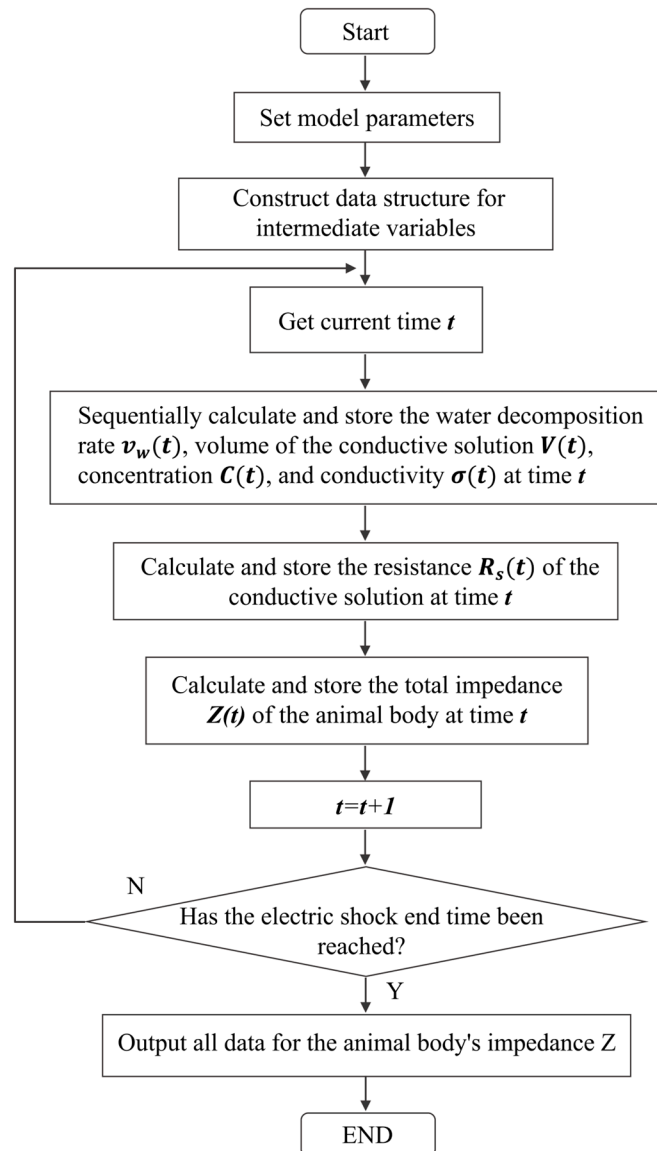 Start
Set model parameters
Construct data structure for
intermediate variables
Get current time t
Sequentially calculate and store the water decomposition
rate v_w(t), volume of the conductive solution V(t),
concentration C(t), and conductivity σ(t) at time t
Calculate and store the resistance R_s(t) of the
conductive solution at time t
Calculate and store the total impedance
Z(t) of the animal body at time t
t=t+1
N
Has the electric shock end time been
reached?
Y
Output all data for the animal body's impedance Z
END